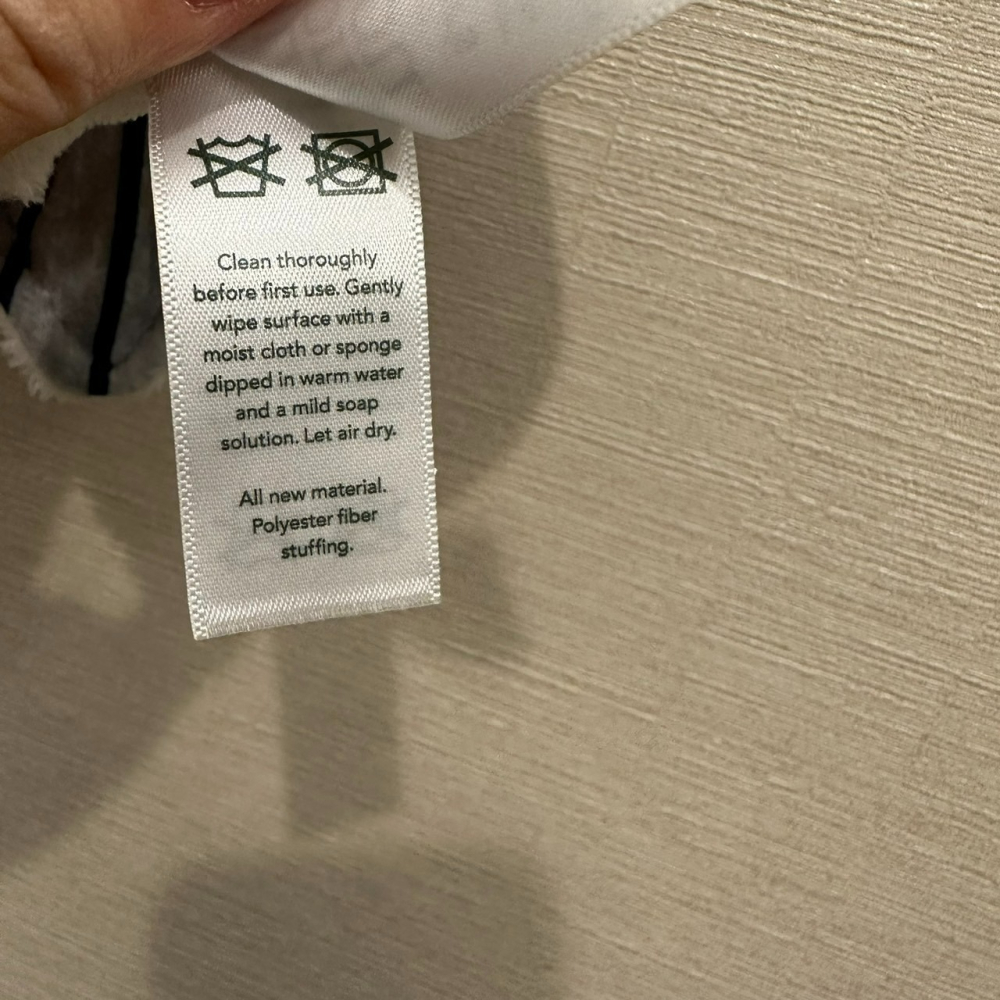 Clean thoroughly
before first use. Gently
wipe surface with a
moist cloth or sponge
dipped in warm water
and a mild soap
solution. Let air dry.
All new material.
Polyester fiber
stuffing.